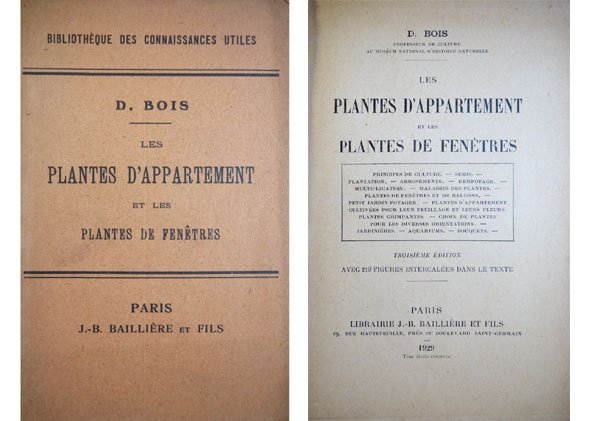 BIBLIOTHÈQUE DES CONNAISSANCES UTILES
D. BOIS
LES
PLANTES D'APPARTEMENT
ET LES
PLANTES DE FENÊTRES
PARIS
J.-B. BAILLIÈRE ET FILS
D. BOIS
PROFESSEUR DE CULTURE
AU MUSÉUM NATIONAL D'HISTOIRE NATURELLE
LES
PLANTES D'APPARTEMENT
ET LES
PLANTES DE FENÊTRES
PRINCIPES DE CULTURE. — SEMIS. —
PLANTATION. — ARROSEMENTS. — REMPOTAGE. —
MULTIPLICATION. — MALADIES DES PLANTES. —
PLANTES DE FENÊTRES ET DE BALCONS. —
PETIT JARDIN POTAGER. — PLANTES D'APPARTEMENT
CULTIVÉES POUR LEUR FEUILLAGE ET LEURS FLEURS.
PLANTES GRIMPANTES. — CHOIX DE PLANTES
POUR LES DIVERSES ORIENTATIONS. —
JARDINIÈRES. — AQUARIUMS. — BOUQUETS. —
TROISIÈME ÉDITION
AVEC 219 FIGURES INTERCALÉES DANS LE TEXTE
PARIS
LIBRAIRIE J.-B. BAILLIÈRE ET FILS
19, RUE HAUTEFEUILLE, PRÈS DU BOULEVARD SAINT-GERMAIN
1929
Tous droits réservés.